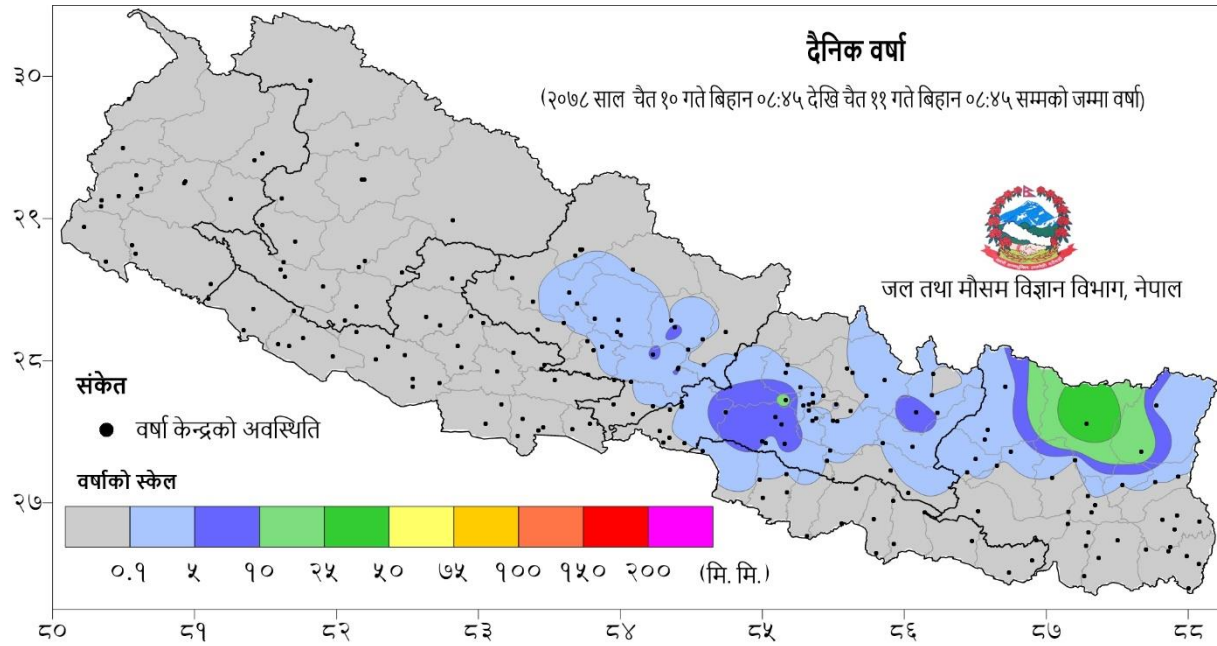 दैनिक वर्षा
(२०७८ साल चैत १० गते बिहान ०८:४५ देखि चैत ११ गते बिहान ०८:४५ सम्मको जम्मा वर्षा)
जल तथा मौसम विज्ञान विभाग, नेपाल
३०
२९
२८
२७
संकेत
वर्षा केन्द्रको अवस्थिति
वर्षाको स्केल
०.१ ५ १० २५ ५० ७५ १०० १५० २०० (मि. मि.)
८० ८१ ८२ ८३ ८४ ८५ ८६ ८७ ८८